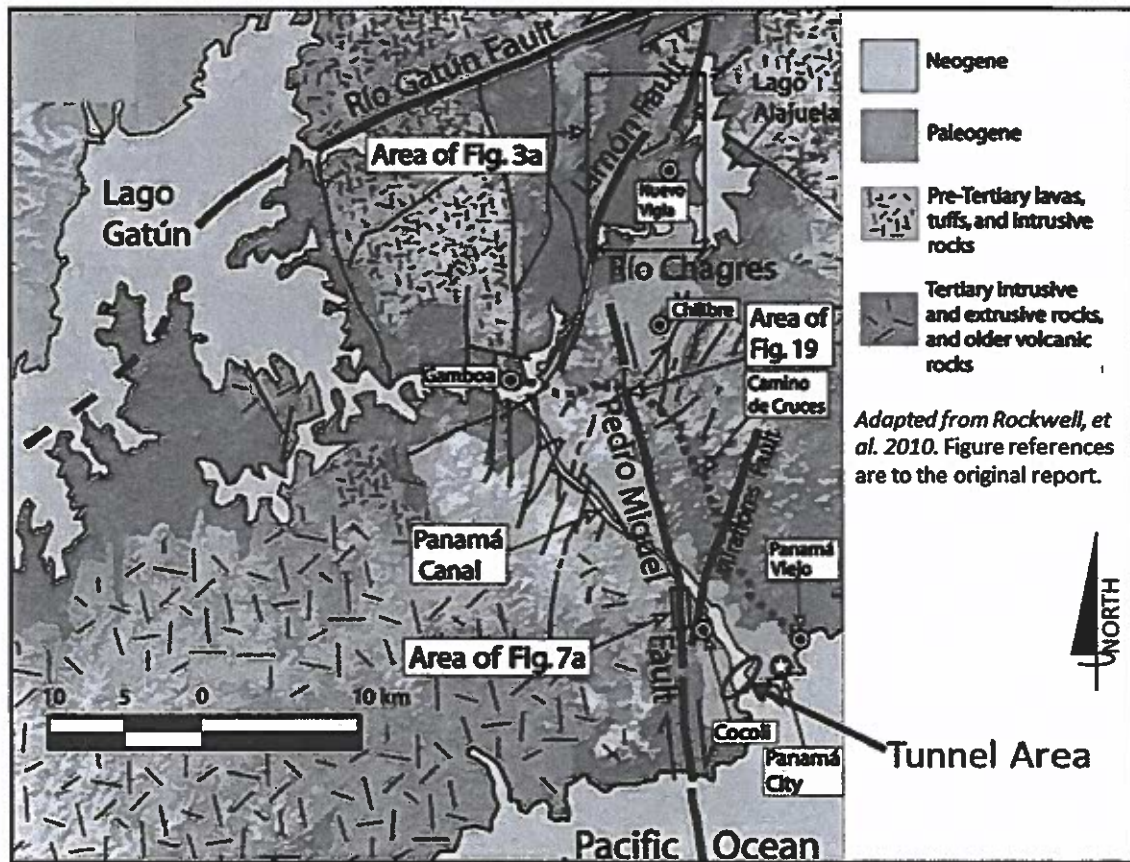 Río Gatún Fault
Limón Fault
Lago
Alajuela
Area of Fig. 3a
Lago
Gatún
Nuevo
Vigía
Río Chagres
Chilibre
Area of
Fig. 19
Gamboa
Camino
de Cruces
Pedro Miguel
Fault
Miraflores Fault
Panamá
Canal
Panamá
Viejo
Area of Fig. 7a
10 5 0 10 km
Cocoli
Panamá
City
Tunnel Area
Pacific Ocean
Neogene
Paleogene
Pre-Tertiary lavas,
tuffs, and intrusive
rocks
Tertiary intrusive
and extrusive rocks,
and older volcanic
rocks
Adapted from Rockwell, et
al. 2010. Figure references
are to the original report.
NORTH